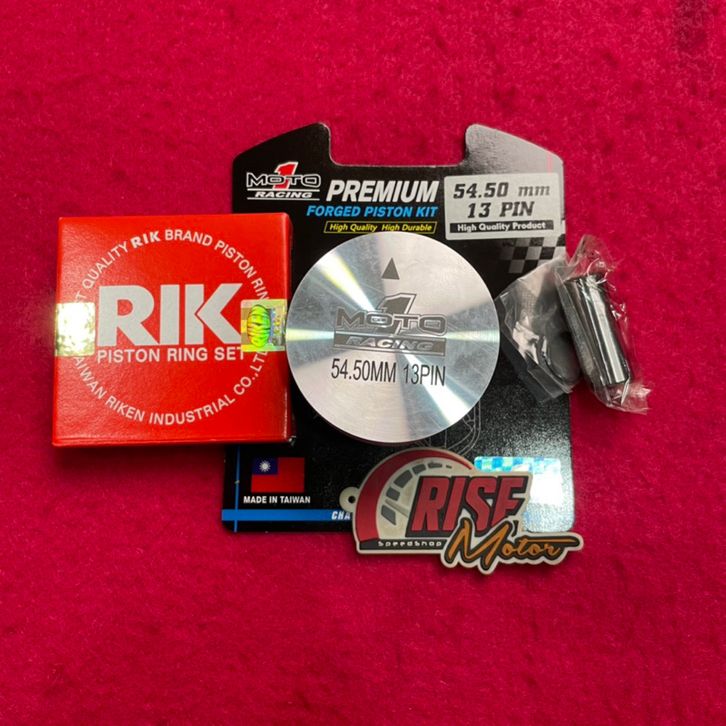 MOTO 1
RACING
PREMIUM
FORGED PISTON KIT
High Quality High Durable
54.50 mm
13 PIN
High Quality Product
QUALITY RIK BRAND PISTON
RIK
PISTON RING SET
TAIWAN RIKEN INDUSTRIAL CO.,
RIKEN
MOTO 1
RACING
54.50MM 13PIN
MADE IN TAIWAN
RISE
SpeedShop
Motor